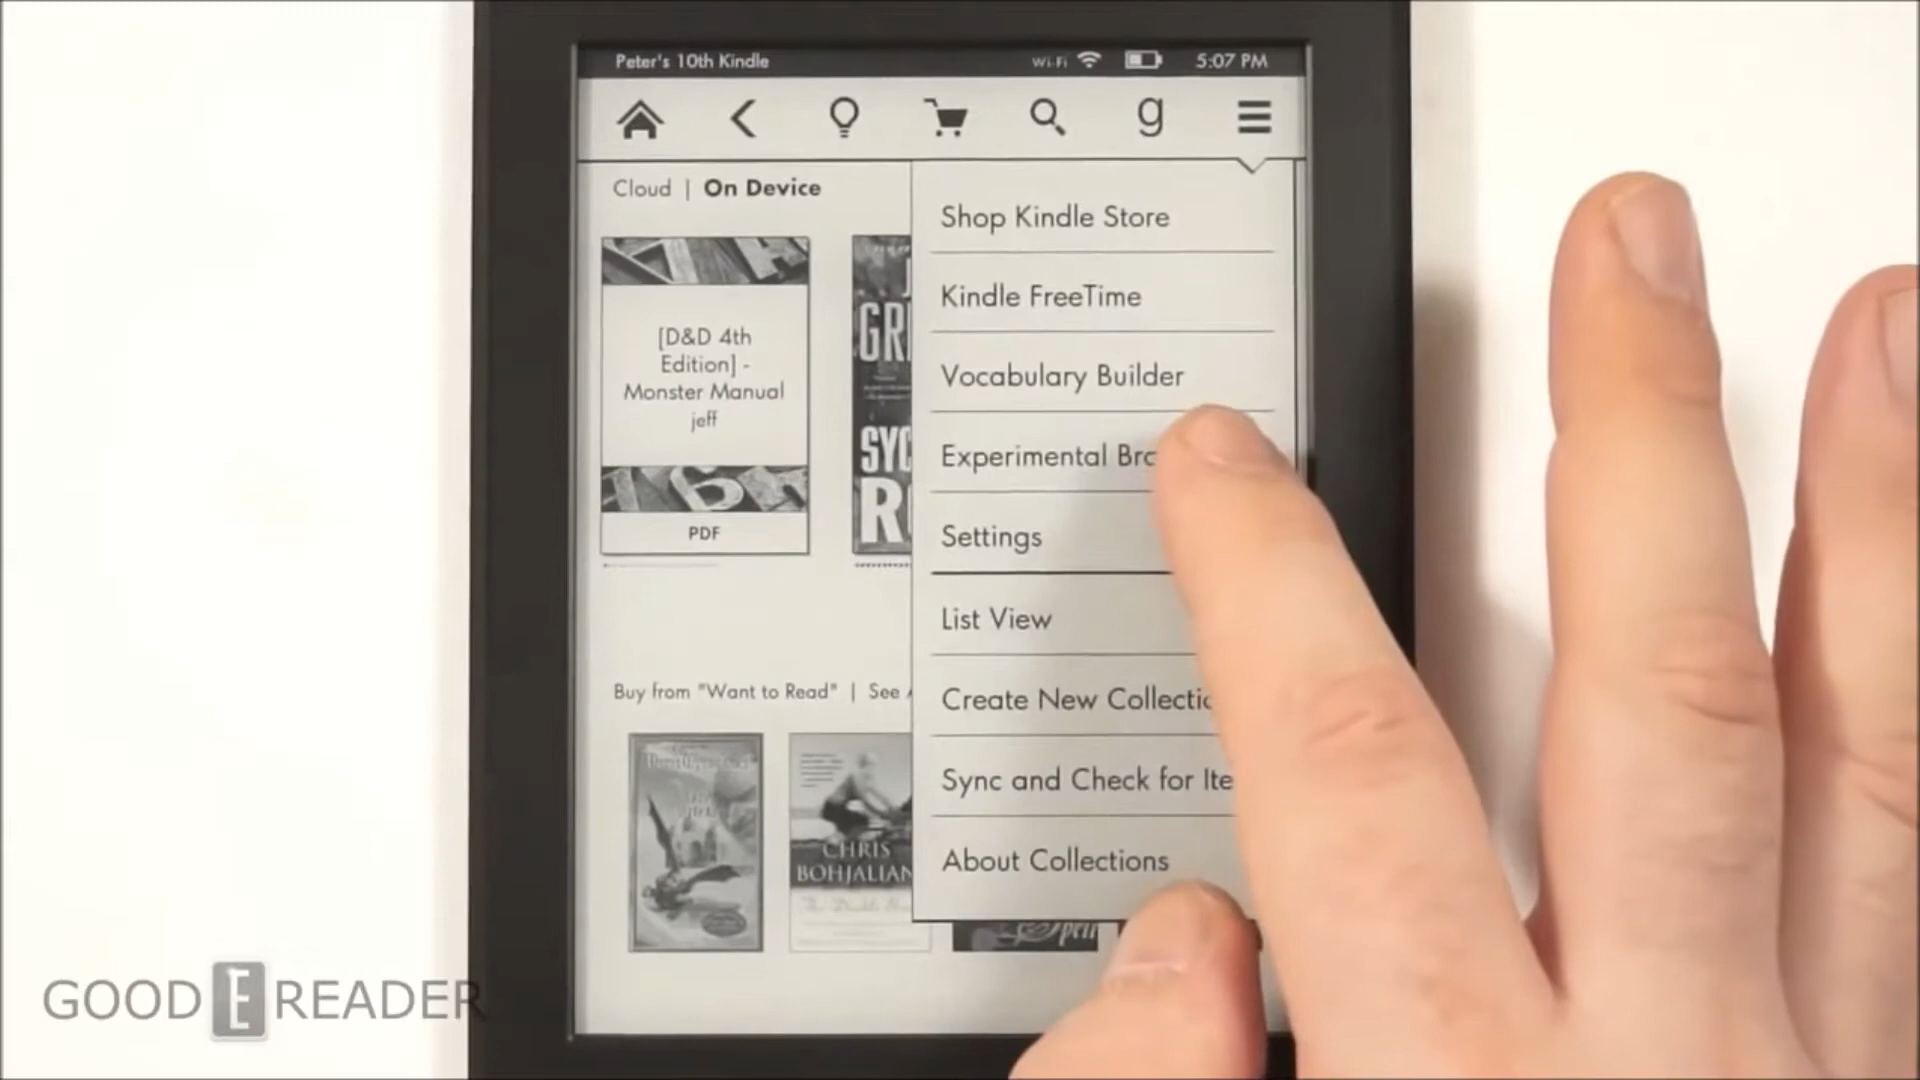 Peter's 10th Kindle
Wi-Fi
5:07 PM
g
Cloud | On Device
[D&D 4th
Edition] -
Monster Manual
jeff
PDF
GR
SYC
R
Buy from "Want to Read" | See
CHRIS
BOHJALIAN
Shop Kindle Store
Kindle FreeTime
Vocabulary Builder
Experimental Bro
Settings
List View
Create New Collectio
Sync and Check for Ite
About Collections
GOOD E READER